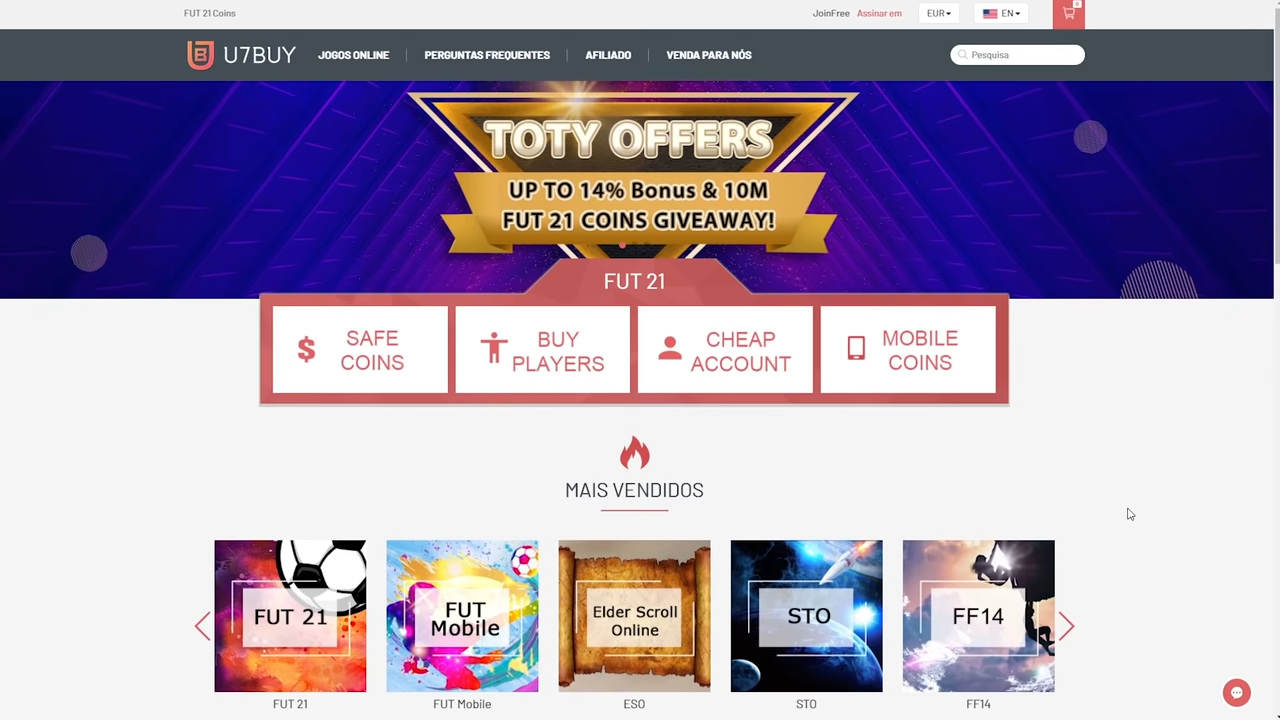 FUT 21 Coins
JoinFree Assinar em
EUR
EN
0
U7BUY
JOGOS ONLINE
PERGUNTAS FREQUENTES
AFILIADO
VENDA PARA NÓS
Pesquisa
TOTY OFFERS
UP TO 14% Bonus & 10M
FUT 21 COINS GIVEAWAY!
FUT 21
SAFE
COINS
BUY
PLAYERS
CHEAP
ACCOUNT
MOBILE
COINS
MAIS VENDIDOS
FUT 21
FUT
Mobile
Elder Scroll
Online
STO
FF14
FUT 21
FUT Mobile
ESO
STO
FF14